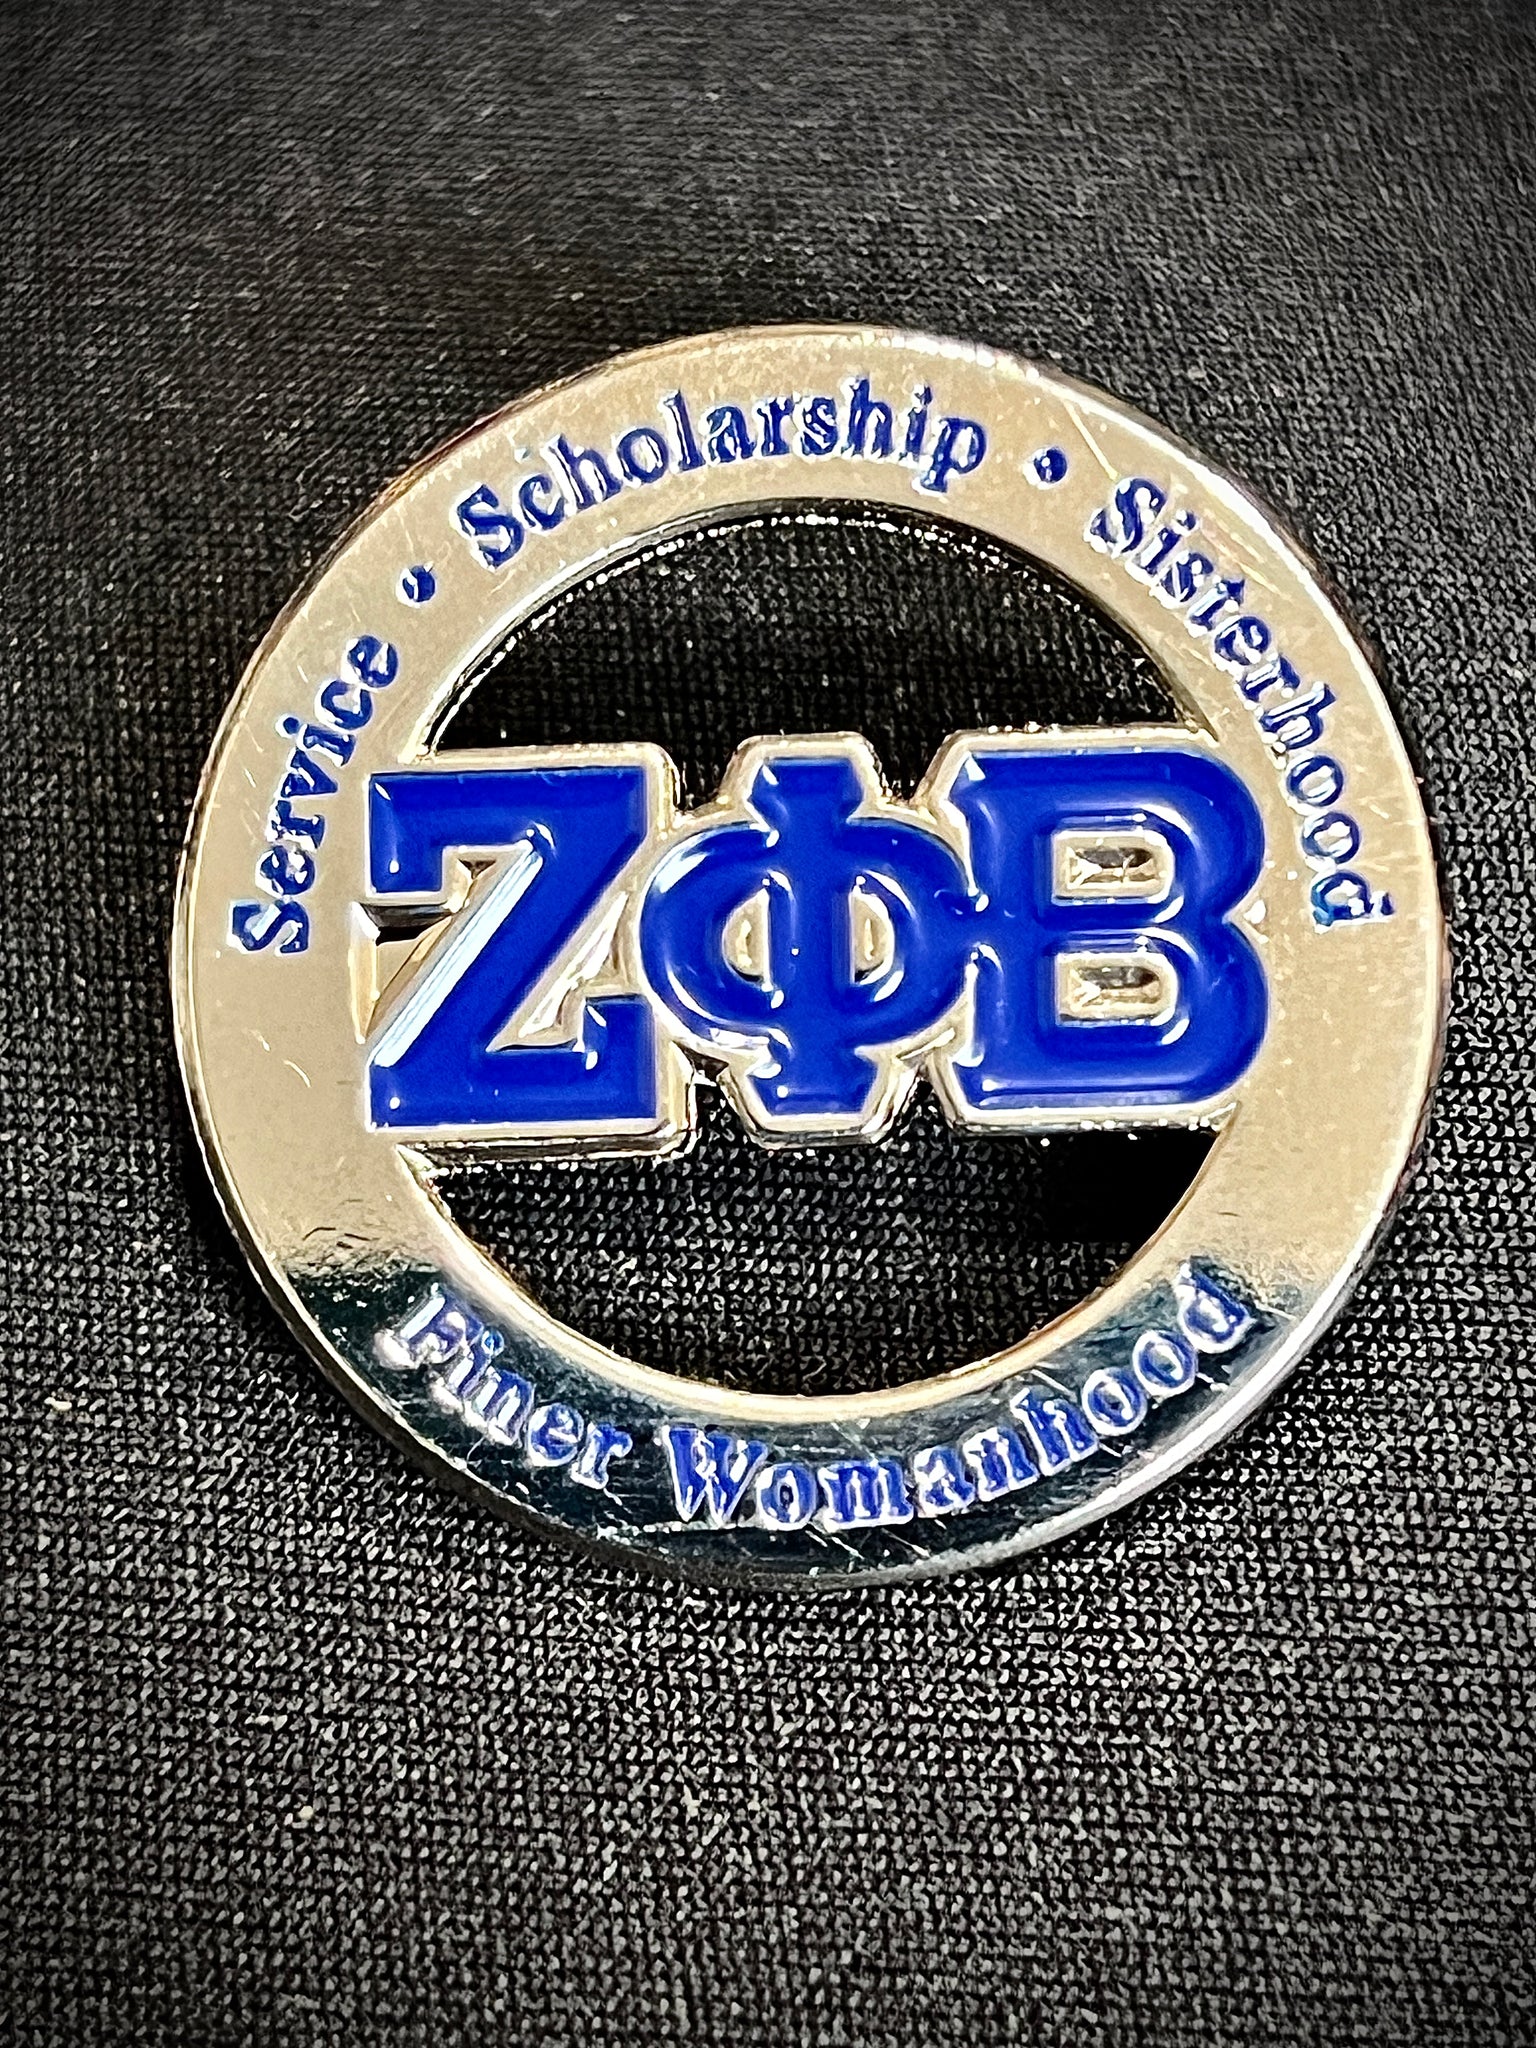 Service • Scholarship • Sisterhood
ΖΦΒ
Finer Womanhood